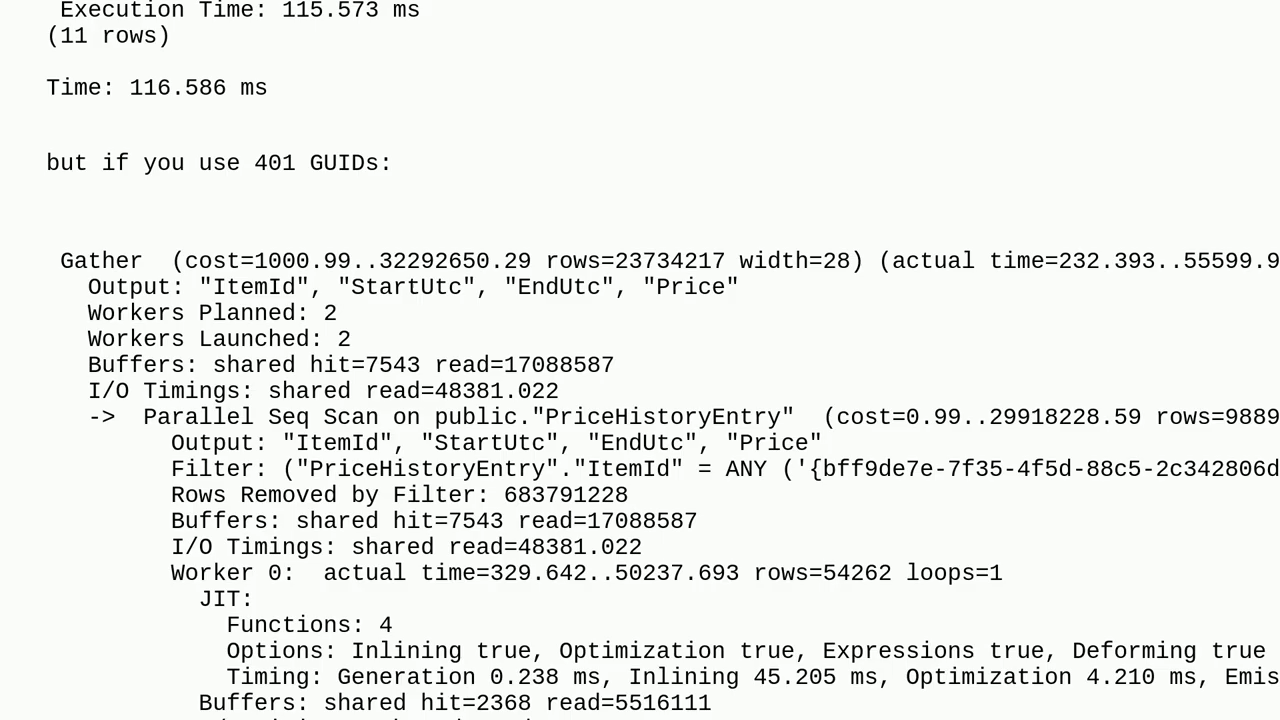 Execution Time: 115.573 ms
(11 rows)
Time: 116.586 ms
but if you use 401 GUIDs:
Gather  (cost=1000.99..32292650.29 rows=23734217 width=28) (actual time=232.393..55599.9
Output: "ItemId", "StartUtc", "EndUtc", "Price"
Workers Planned: 2
Workers Launched: 2
Buffers: shared hit=7543 read=17088587
I/O Timings: shared read=48381.022
->  Parallel Seq Scan on public."PriceHistoryEntry"  (cost=0.99..29918228.59 rows=9889
Output: "ItemId", "StartUtc", "EndUtc", "Price"
Filter: ("PriceHistoryEntry"."ItemId" = ANY ('{bff9de7e-7f35-4f5d-88c5-2c342806d
Rows Removed by Filter: 683791228
Buffers: shared hit=7543 read=17088587
I/O Timings: shared read=48381.022
Worker 0:  actual time=329.642..50237.693 rows=54262 loops=1
JIT:
Functions: 4
Options: Inlining true, Optimization true, Expressions true, Deforming true
Timing: Generation 0.238 ms, Inlining 45.205 ms, Optimization 4.210 ms, Emis
Buffers: shared hit=2368 read=5516111